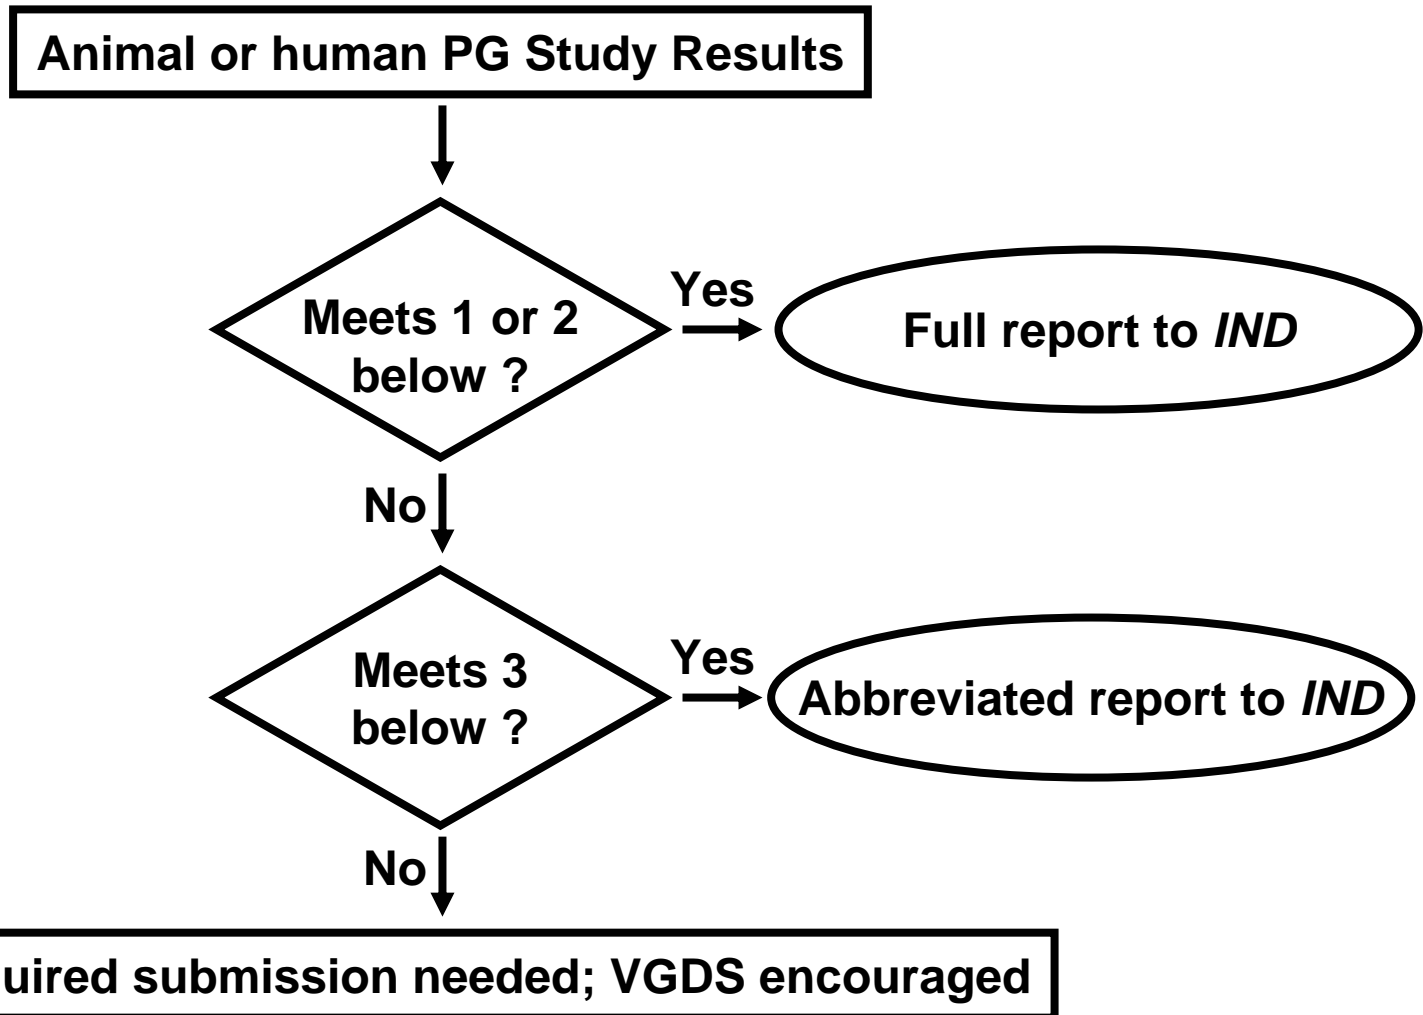 Animal or human PG Study Results
Meets 1 or 2
below ?
Yes
Full report to IND
No
Meets 3
below ?
Yes
Abbreviated report to IND
No
uired submission needed; VGDS encouraged